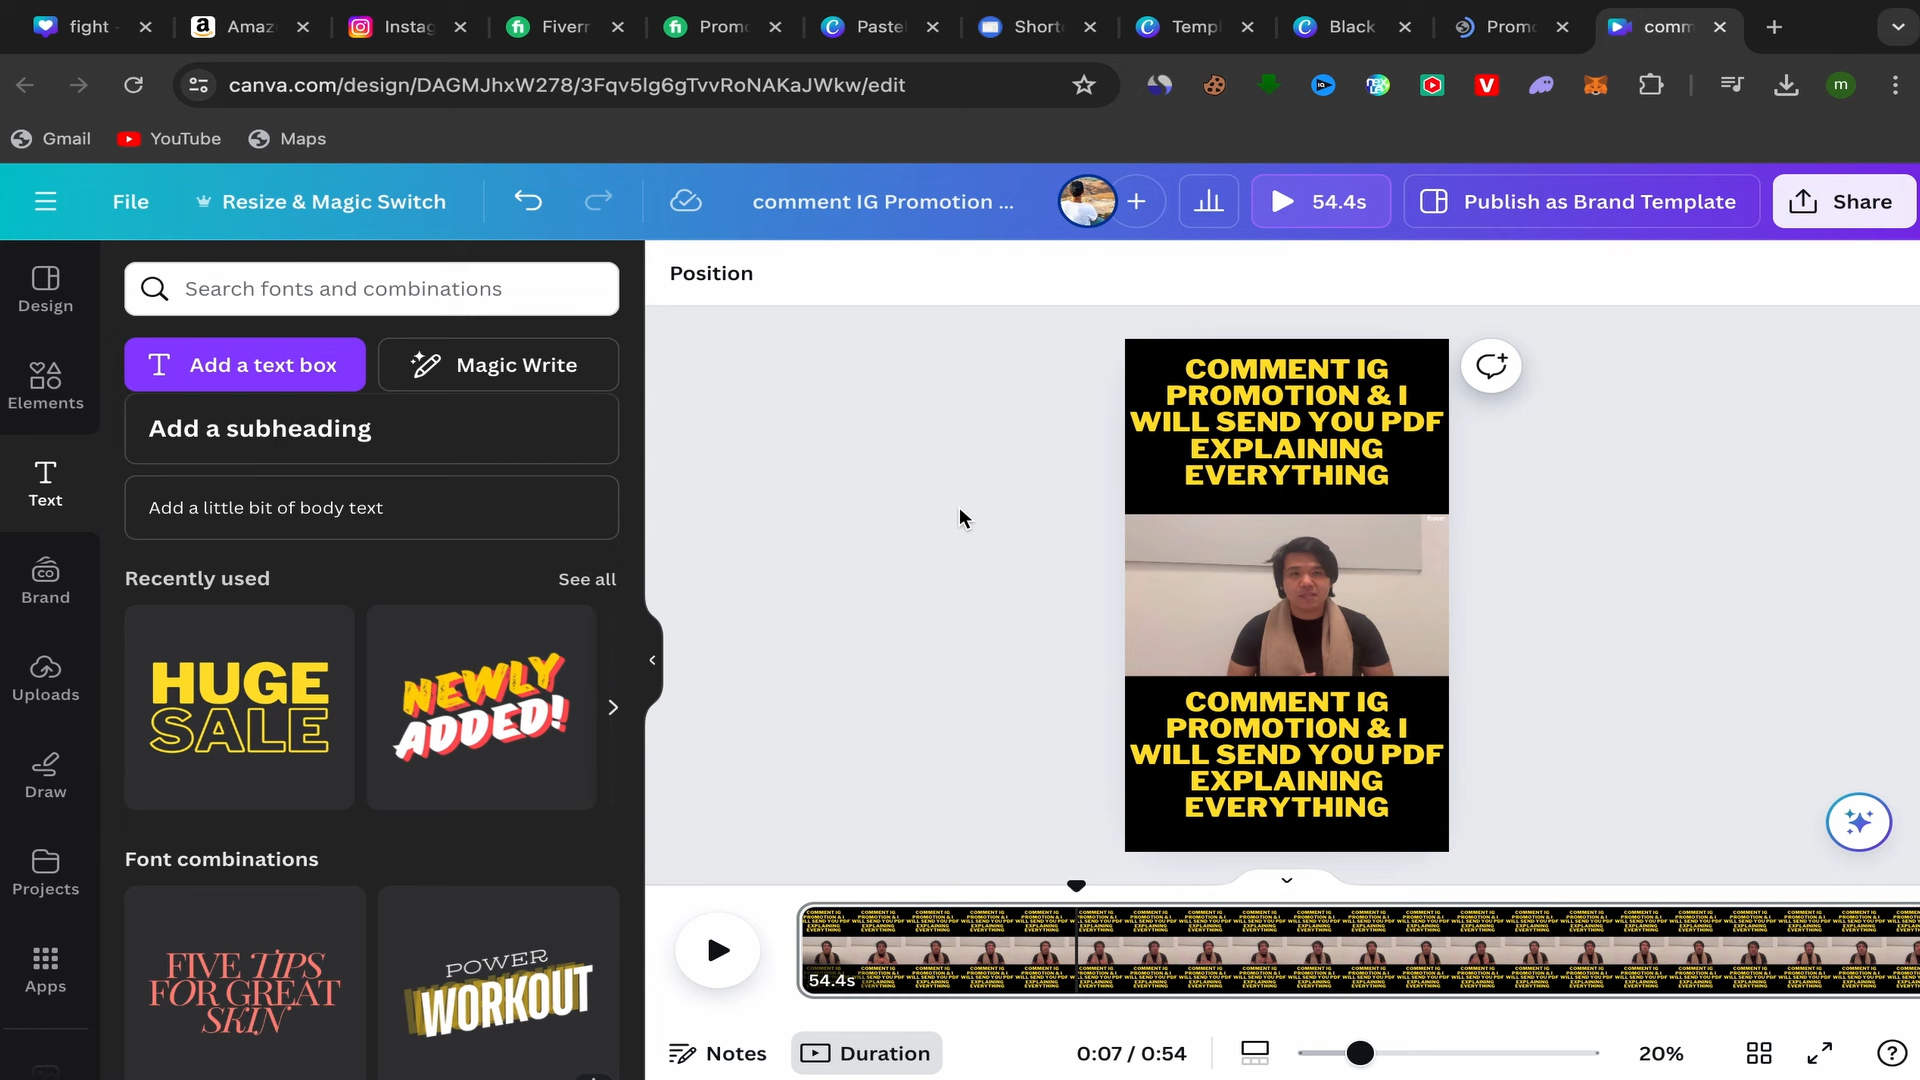 fight
Amaz
Instag
Fiverr
Promo
Pastel
Short
Templ
Black
Promo
comm
canva.com/design/DAGMJhxW278/3Fqv5lg6gTvvRoNAKaJWkw/edit
m
Gmail
YouTube
Maps
File
Resize & Magic Switch
comment IG Promotion ...
54.4s
Publish as Brand Template
Share
Design
Elements
Text
Brand
Uploads
Draw
Projects
Apps
Search fonts and combinations
Add a text box
Magic Write
Add a subheading
Add a little bit of body text
Recently used
See all
HUGE
SALE
NEWLY
ADDED!
Font combinations
FIVE TIPS
FOR GREAT
SKIN
POWER
WORKOUT
Position
COMMENT IG
PROMOTION & I
WILL SEND YOU PDF
EXPLAINING
EVERYTHING
COMMENT IG
PROMOTION & I
WILL SEND YOU PDF
EXPLAINING
EVERYTHING
54.4s
Notes
Duration
0:07 / 0:54
20%